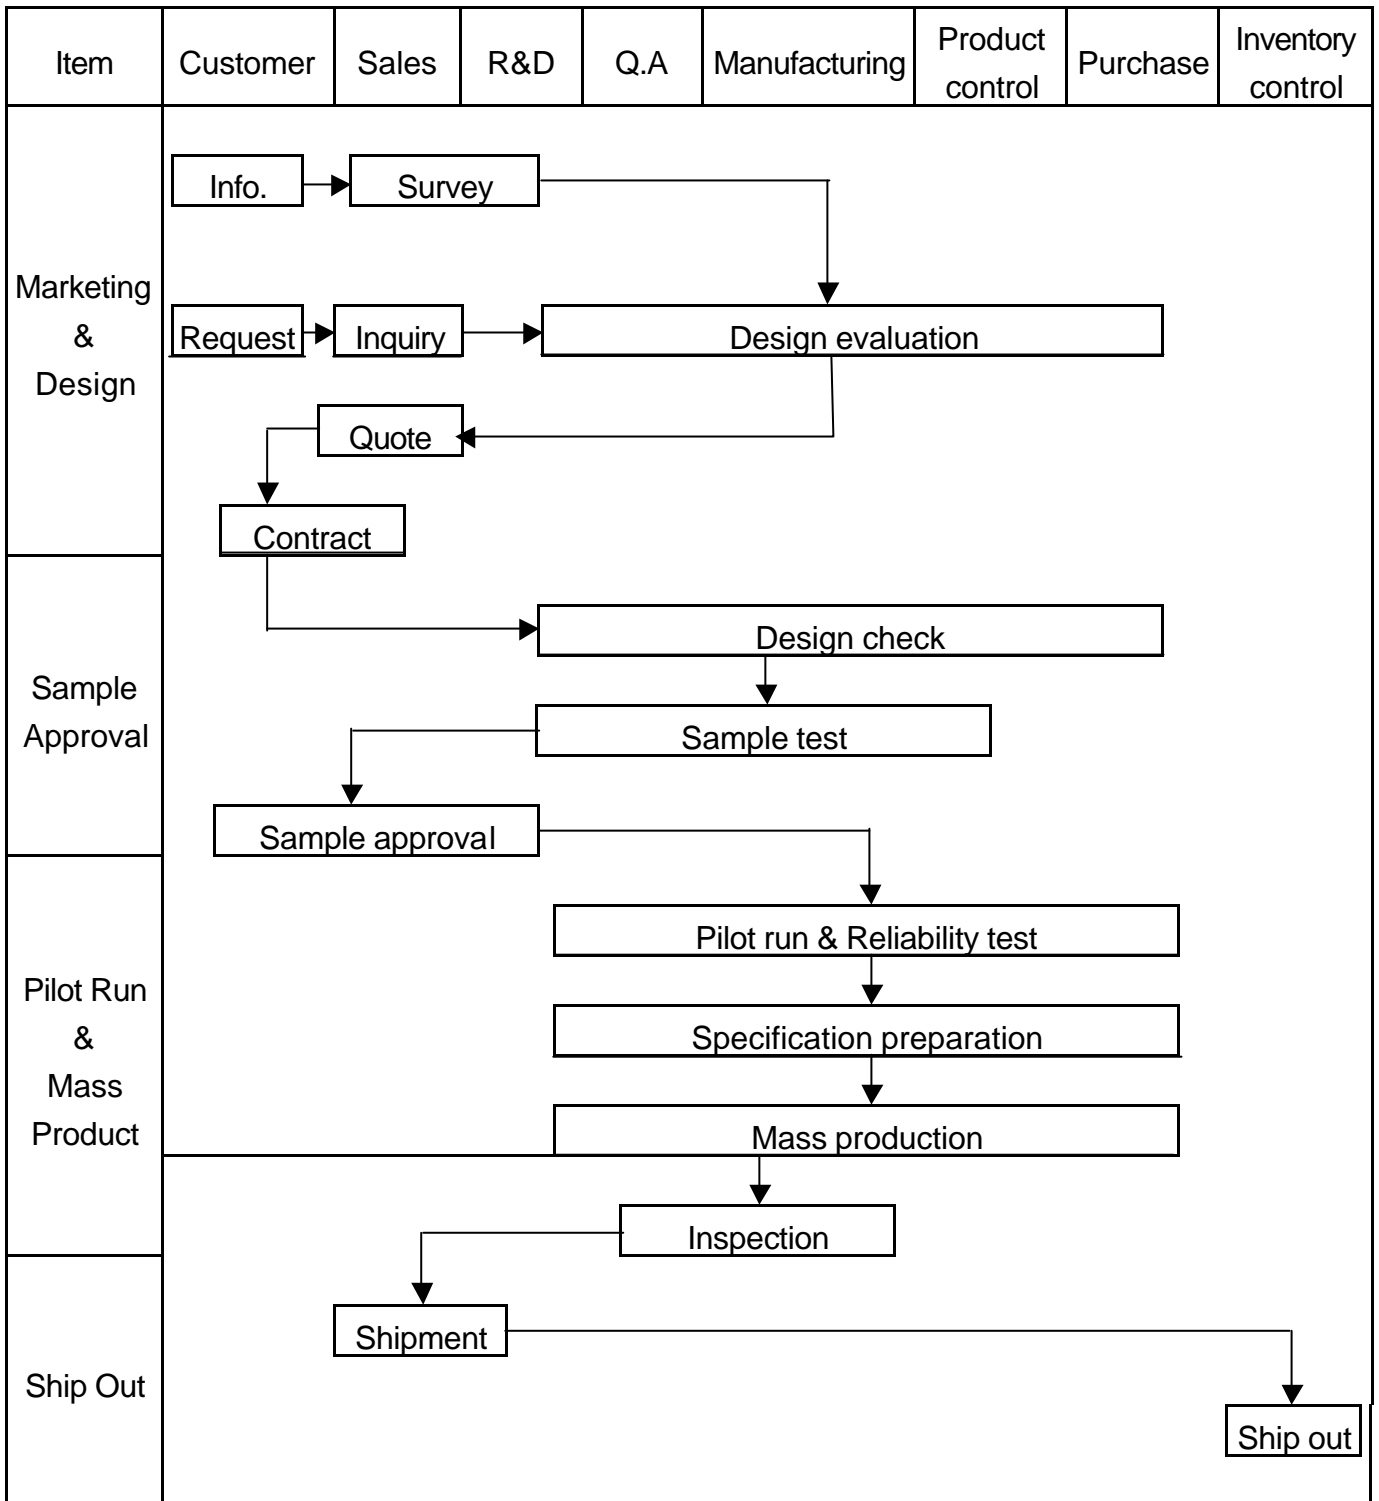 Item
Customer
Sales
R&D
Q.A
Manufacturing
Product
control
Purchase
Inventory
control
Marketing
&
Design
Info.
Survey
Request
Inquiry
Design evaluation
Quote
Contract
Sample
Approval
Design check
Sample test
Sample approval
Pilot Run
&
Mass
Product
Pilot run & Reliability test
Specification preparation
Mass production
Inspection
Ship Out
Shipment
Ship out